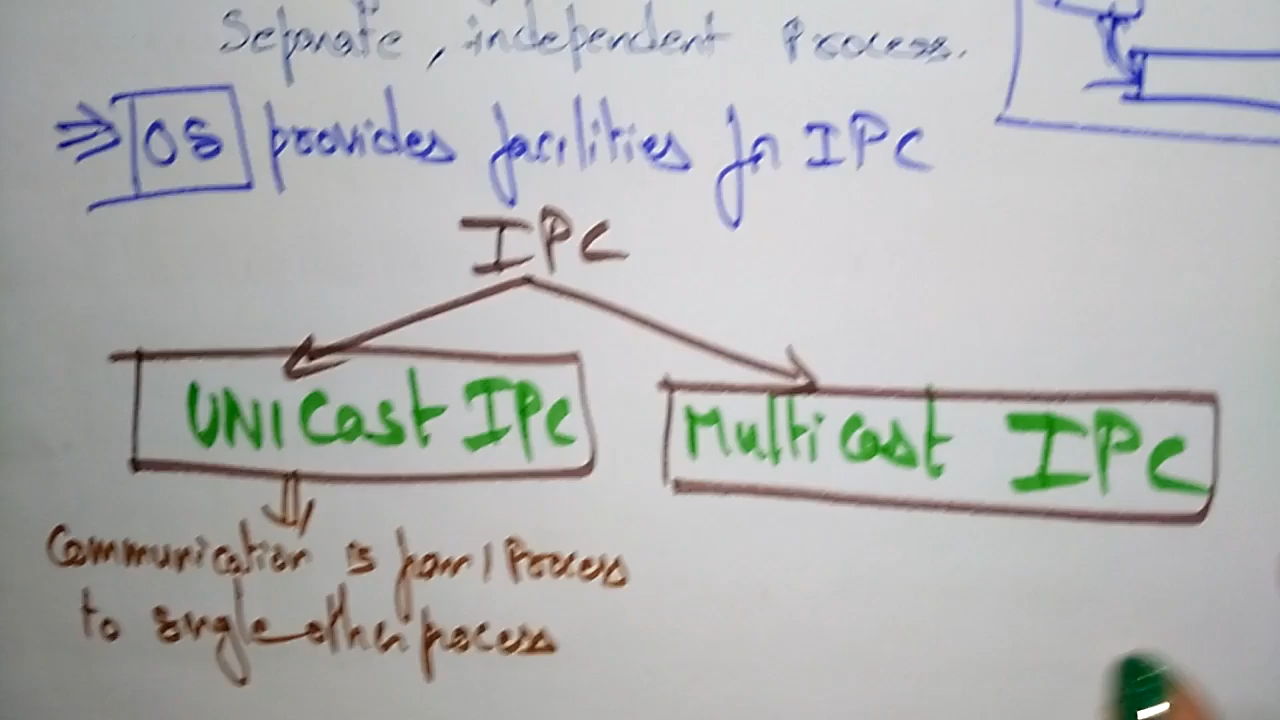 Separate, independent Process.
⇒ OS provides facilities for IPC
IPC
UNICast IPC
Multicast IPC
Communication is from 1 Process
to single other process